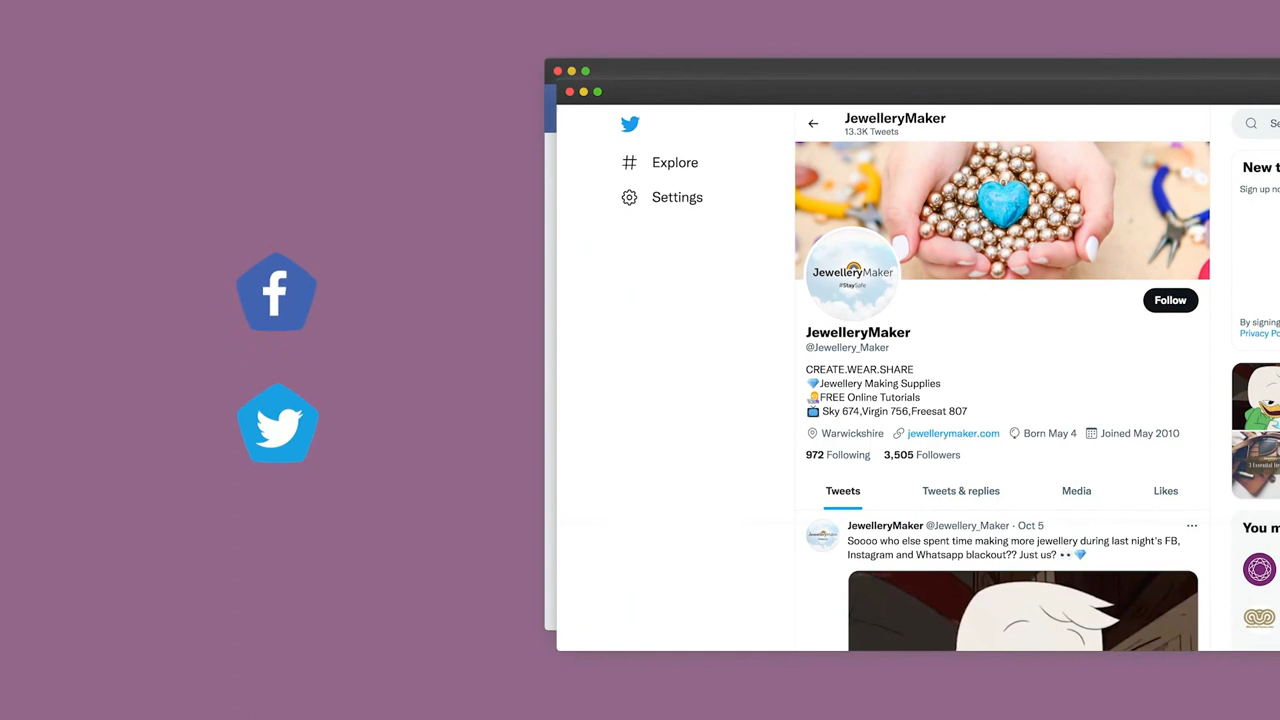 JewelleryMaker
13.3K Tweets
Explore
Settings
JewelleryMaker
#StaySafe
Follow
JewelleryMaker
@Jewellery_Maker
CREATE.WEAR.SHARE
💎Jewellery Making Supplies
FREE Online Tutorials
📺 Sky 674,Virgin 756,Freesat 807
Warwickshire jewellerymaker.com Born May 4 Joined May 2010
972 Following 3,505 Followers
Tweets Tweets & replies Media Likes
JewelleryMaker @Jewellery_Maker · Oct 5
Soooo who else spent time making more jewellery during last night's FB,
Instagram and Whatsapp blackout?? Just us? 👀 💎
Se
New t
Sign up no
By signing
Privacy Po
You m